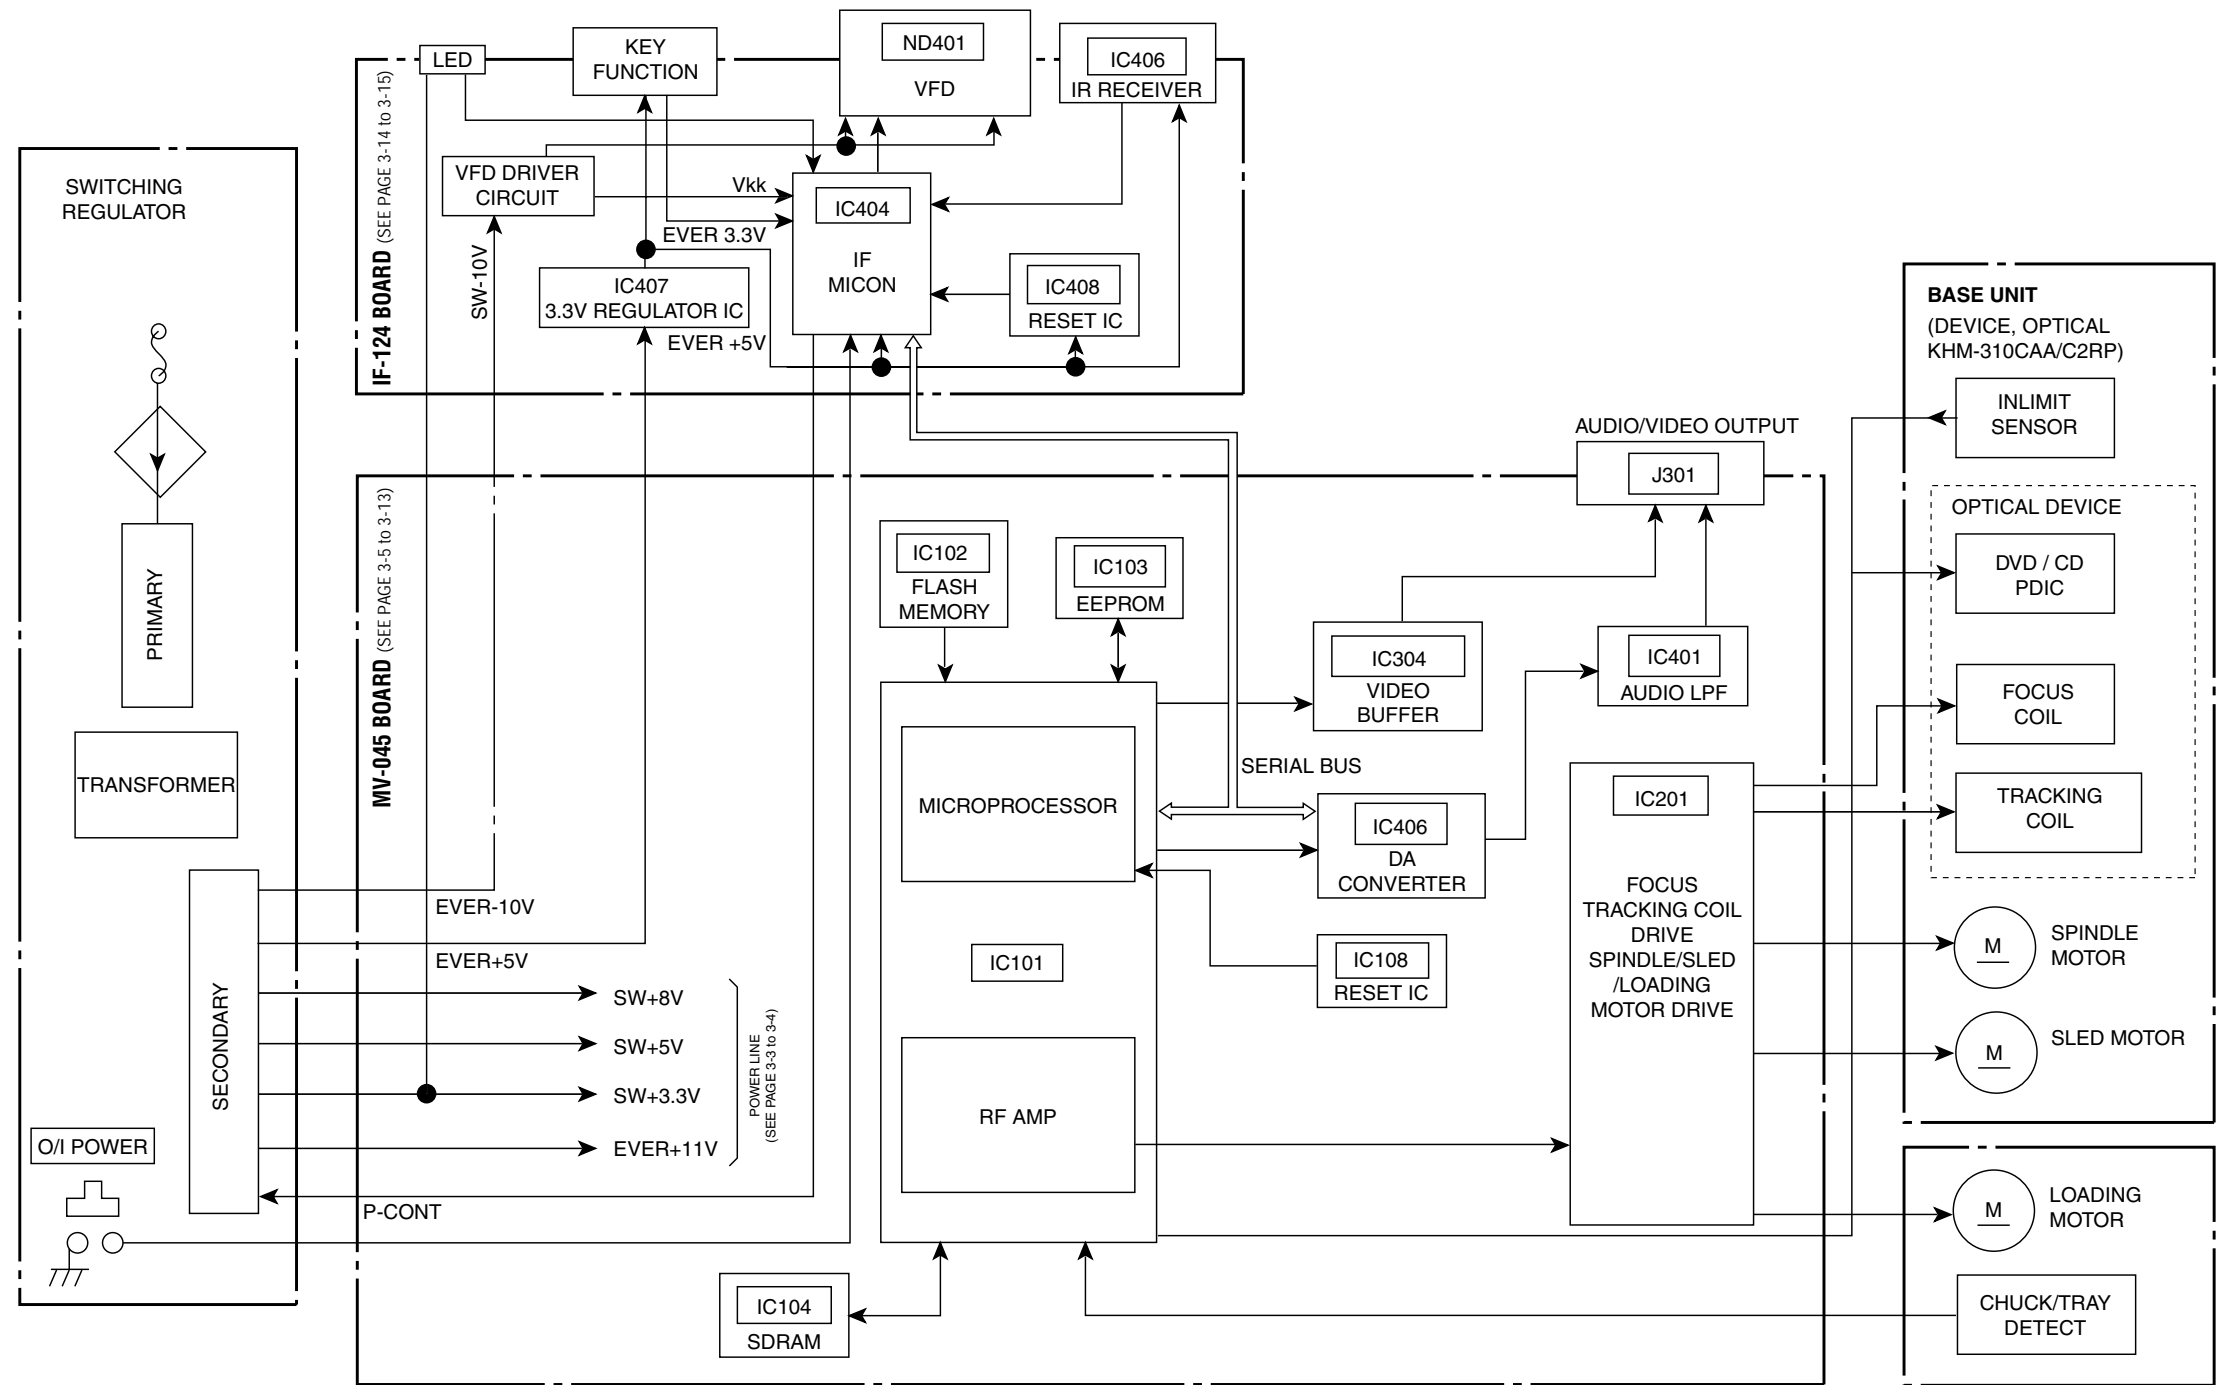 SWITCHING
REGULATOR
PRIMARY
TRANSFORMER
SECONDARY
O/I POWER
IF-124 BOARD (SEE PAGE 3-14 to 3-15)
LED
KEY
FUNCTION
ND401
VFD
IC406
IR RECEIVER
VFD DRIVER
CIRCUIT
Vkk
SW-10V
EVER 3.3V
IC407
3.3V REGULATOR IC
EVER +5V
IC404
IF
MICON
IC408
RESET IC
MV-045 BOARD (SEE PAGE 3-5 to 3-13)
EVER-10V
EVER+5V
SW+8V
SW+5V
SW+3.3V
EVER+11V
POWER LINE
(SEE PAGE 3-3 to 3-4)
P-CONT
IC102
FLASH
MEMORY
IC103
EEPROM
MICROPROCESSOR
IC101
RF AMP
IC104
SDRAM
AUDIO/VIDEO OUTPUT
J301
IC304
VIDEO
BUFFER
IC401
AUDIO LPF
SERIAL BUS
IC406
DA
CONVERTER
IC108
RESET IC
IC201
FOCUS
TRACKING COIL
DRIVE
SPINDLE/SLED
/LOADING
MOTOR DRIVE
BASE UNIT
(DEVICE, OPTICAL
KHM-310CAA/C2RP)
INLIMIT
SENSOR
OPTICAL DEVICE
DVD / CD
PDIC
FOCUS
COIL
TRACKING
COIL
M
SPINDLE
MOTOR
M
SLED MOTOR
M
LOADING
MOTOR
CHUCK/TRAY
DETECT